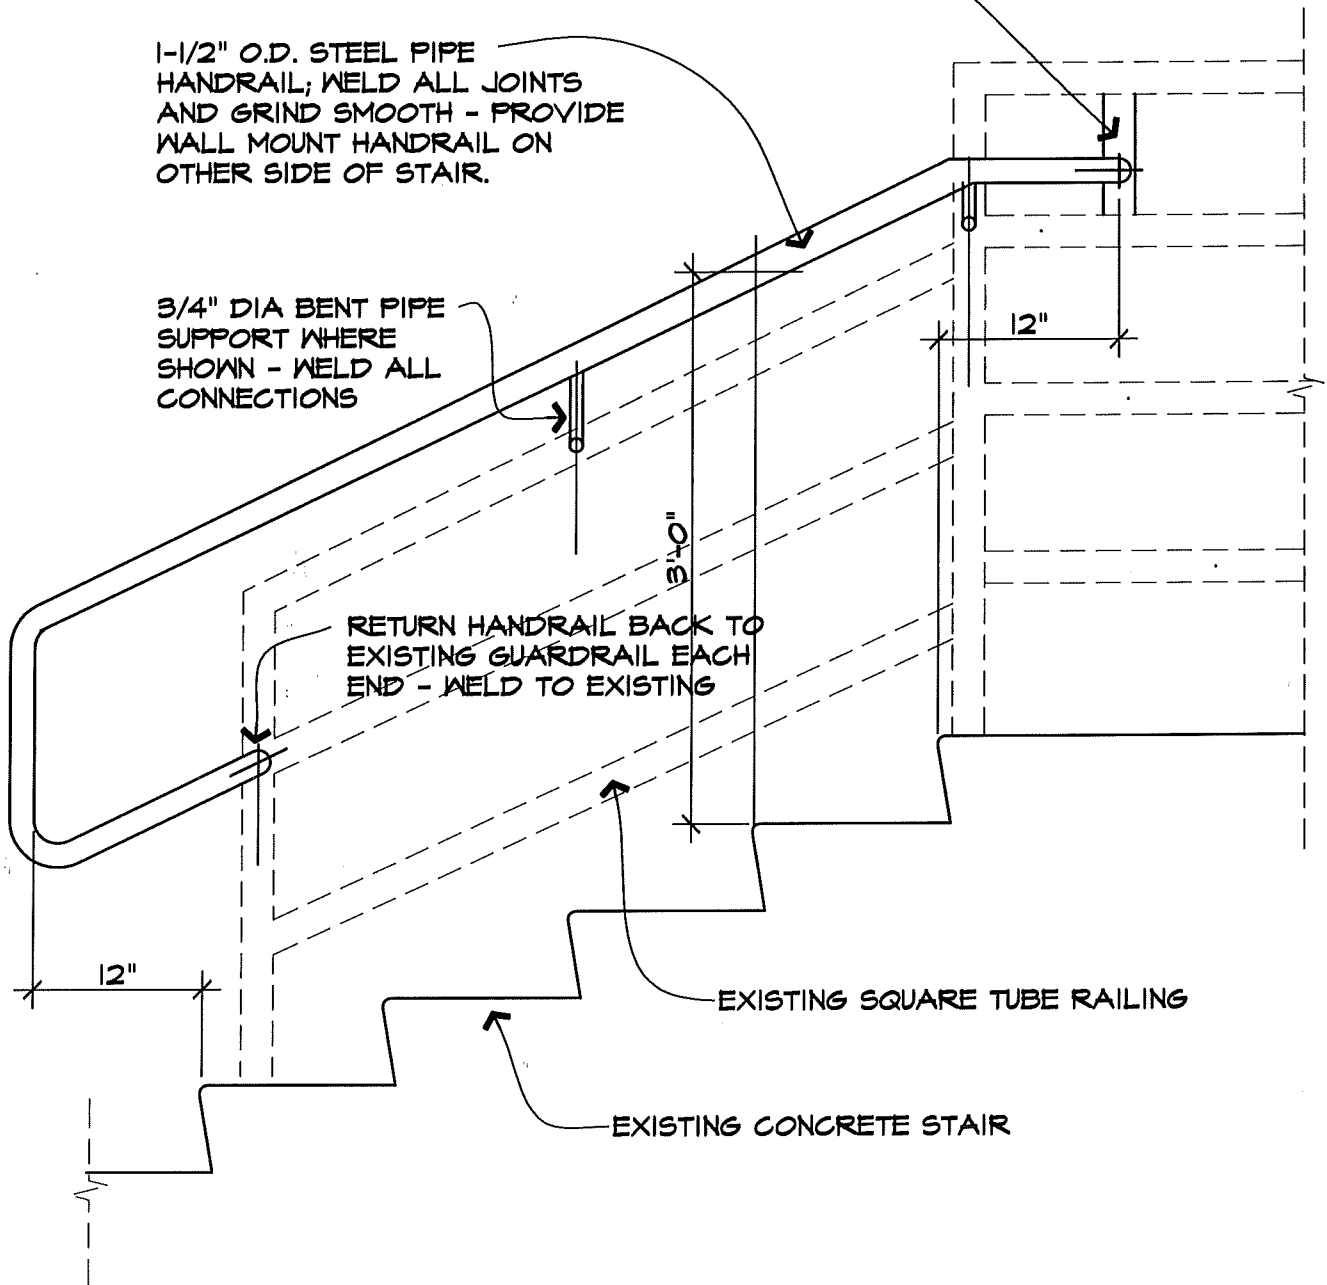 1-1/2" O.D. STEEL PIPE
HANDRAIL; WELD ALL JOINTS
AND GRIND SMOOTH - PROVIDE
WALL MOUNT HANDRAIL ON
OTHER SIDE OF STAIR.
3/4" DIA BENT PIPE
SUPPORT WHERE
SHOWN - WELD ALL
CONNECTIONS
12"
3'-0"
RETURN HANDRAIL BACK TO
EXISTING GUARDRAIL EACH
END - WELD TO EXISTING
12"
EXISTING SQUARE TUBE RAILING
EXISTING CONCRETE STAIR